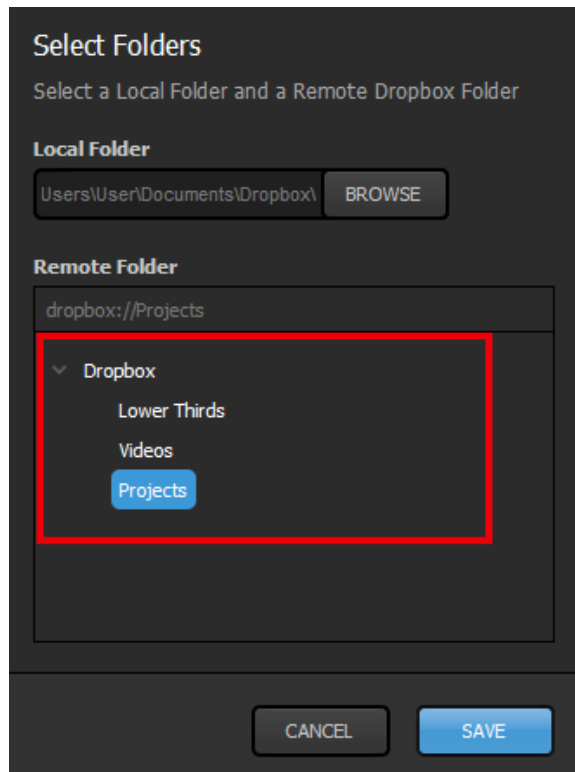 Select Folders
Select a Local Folder and a Remote Dropbox Folder
Local Folder
Users\User\Documents\Dropbox\ BROWSE
Remote Folder
dropbox://Projects
Dropbox
Lower Thirds
Videos
Projects
CANCEL SAVE